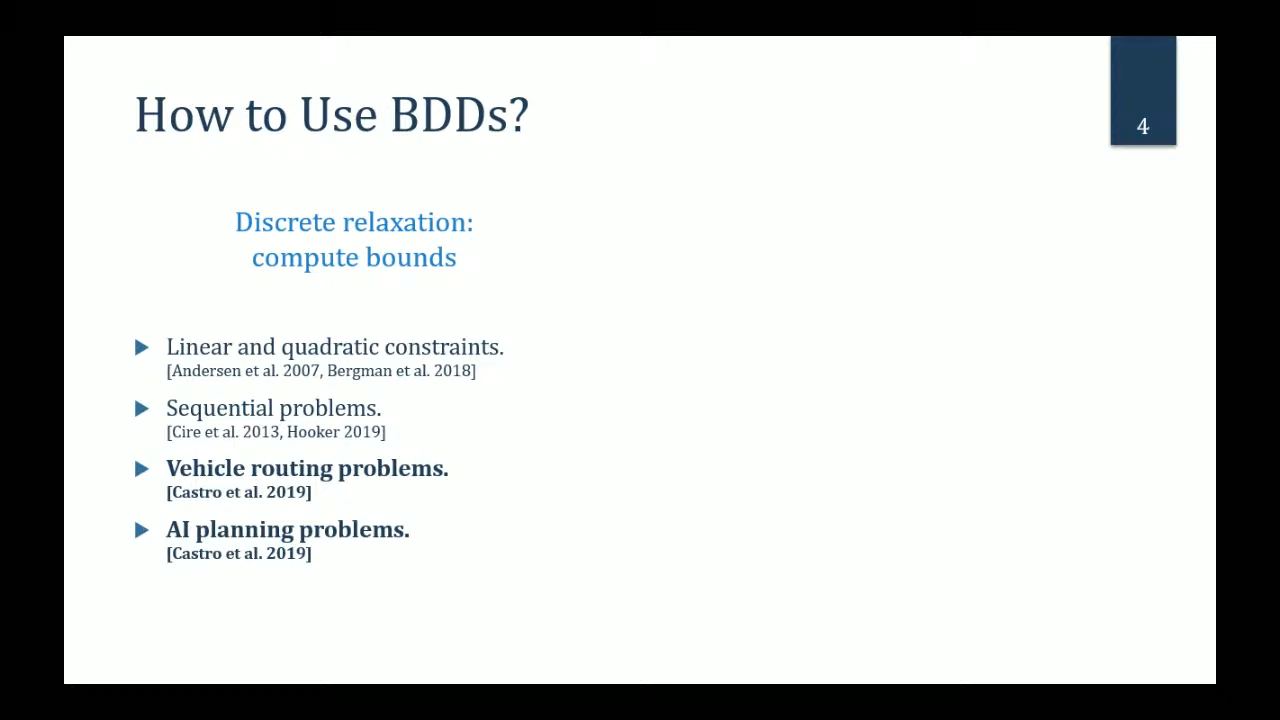 How to Use BDDs?
4
Discrete relaxation:
compute bounds
Linear and quadratic constraints.
[Andersen et al. 2007, Bergman et al. 2018]
Sequential problems.
[Cire et al. 2013, Hooker 2019]
Vehicle routing problems.
[Castro et al. 2019]
AI planning problems.
[Castro et al. 2019]